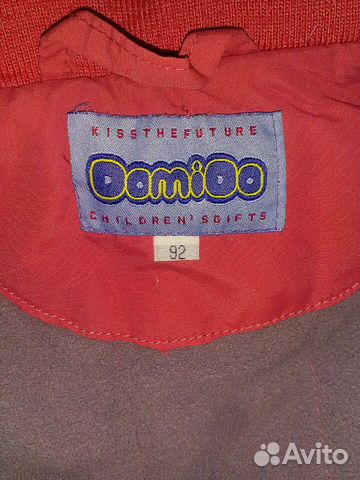 KISSTHEFUTURE
DamiDo
CHILDREN'SGIFTS
92
Avito